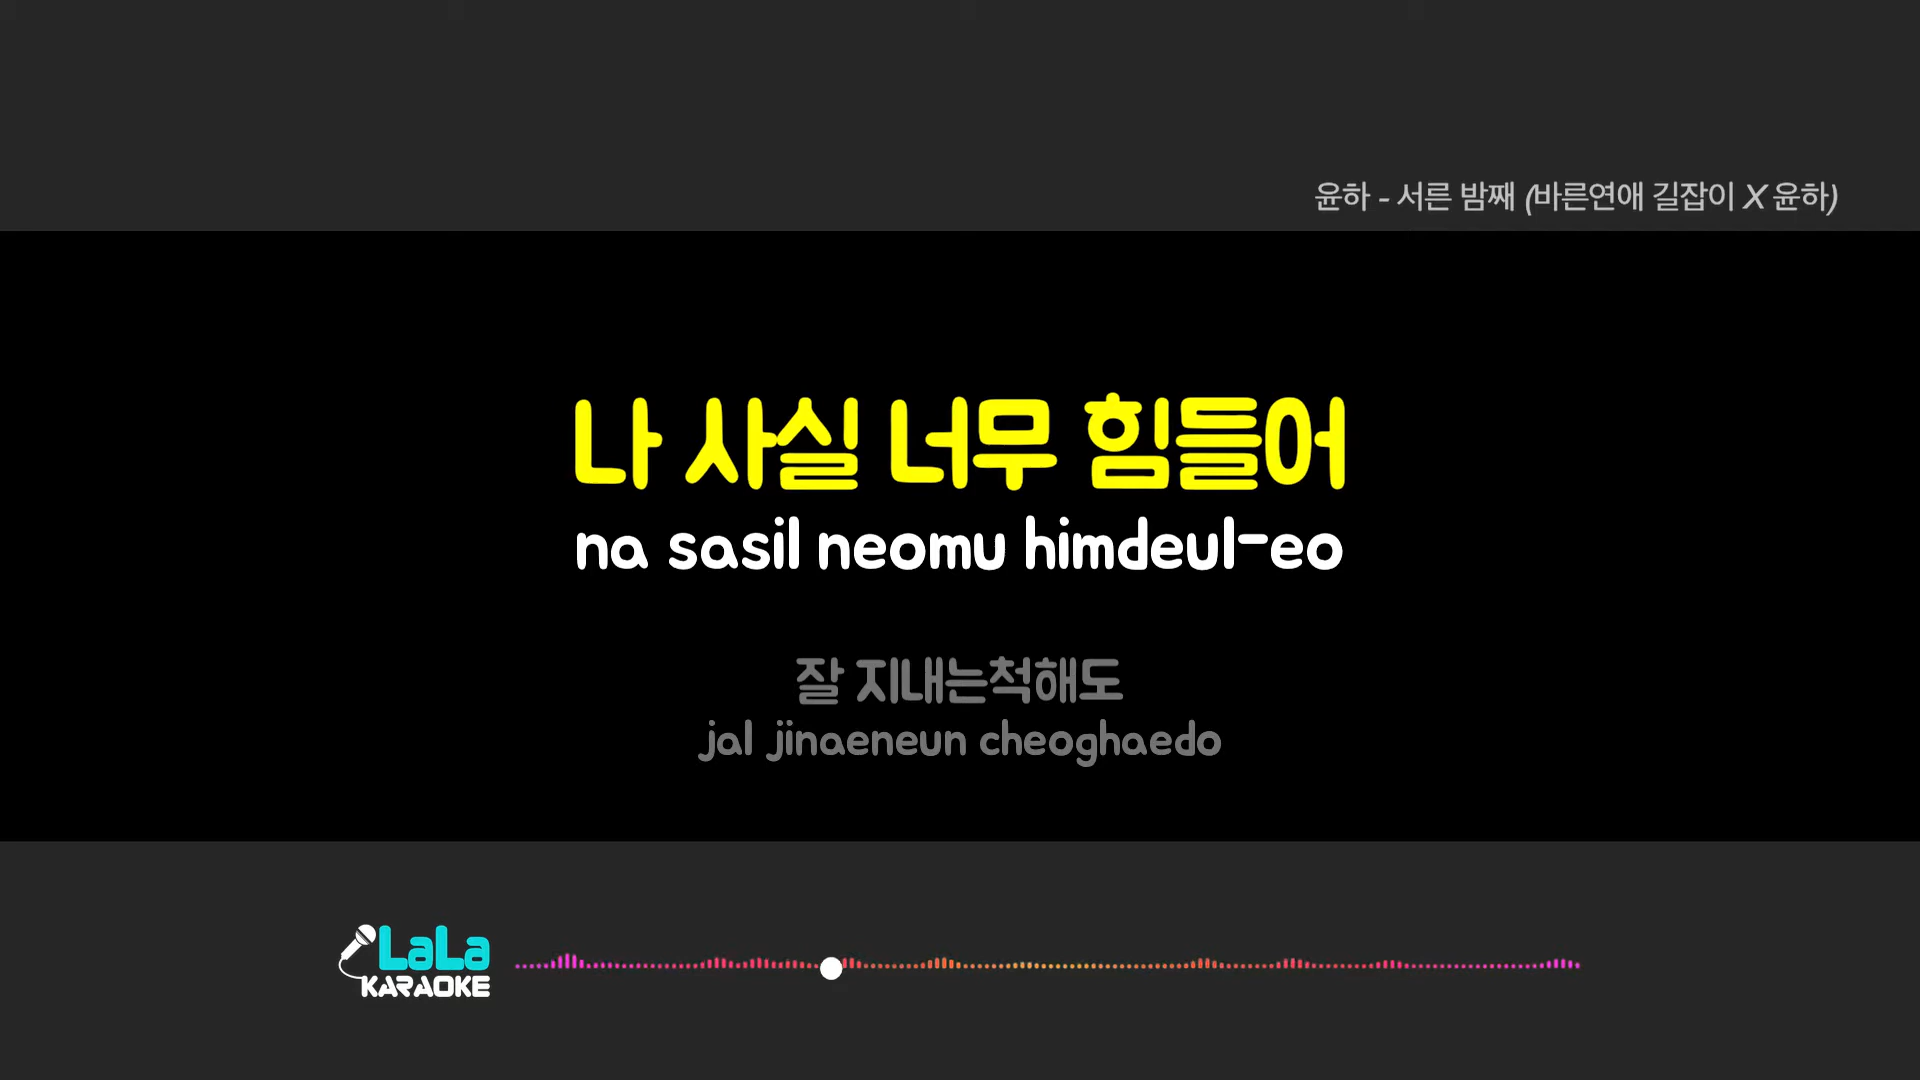 윤하 - 서른 밤째 (바른연애 길잡이 X 윤하)
나 사실 너무 힘들어
na sasil neomu himdeul-eo
잘 지내는척해도
jal jinaeneun cheoghaedo
LaLa
KARAOKE